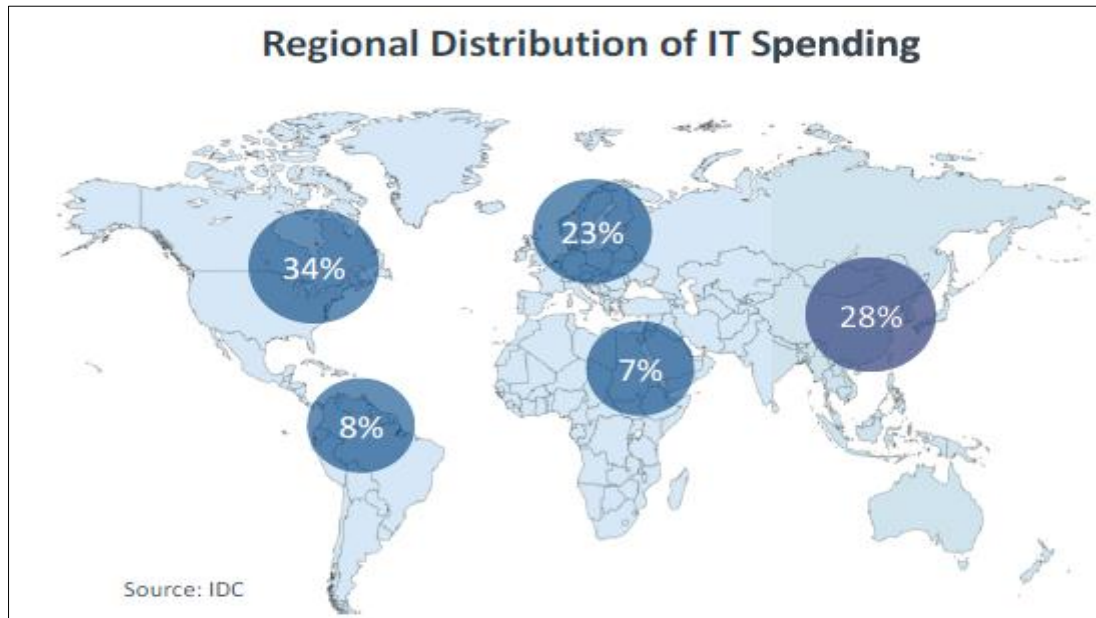 Regional Distribution of IT Spending
23%
34%
28%
7%
8%
Source: IDC